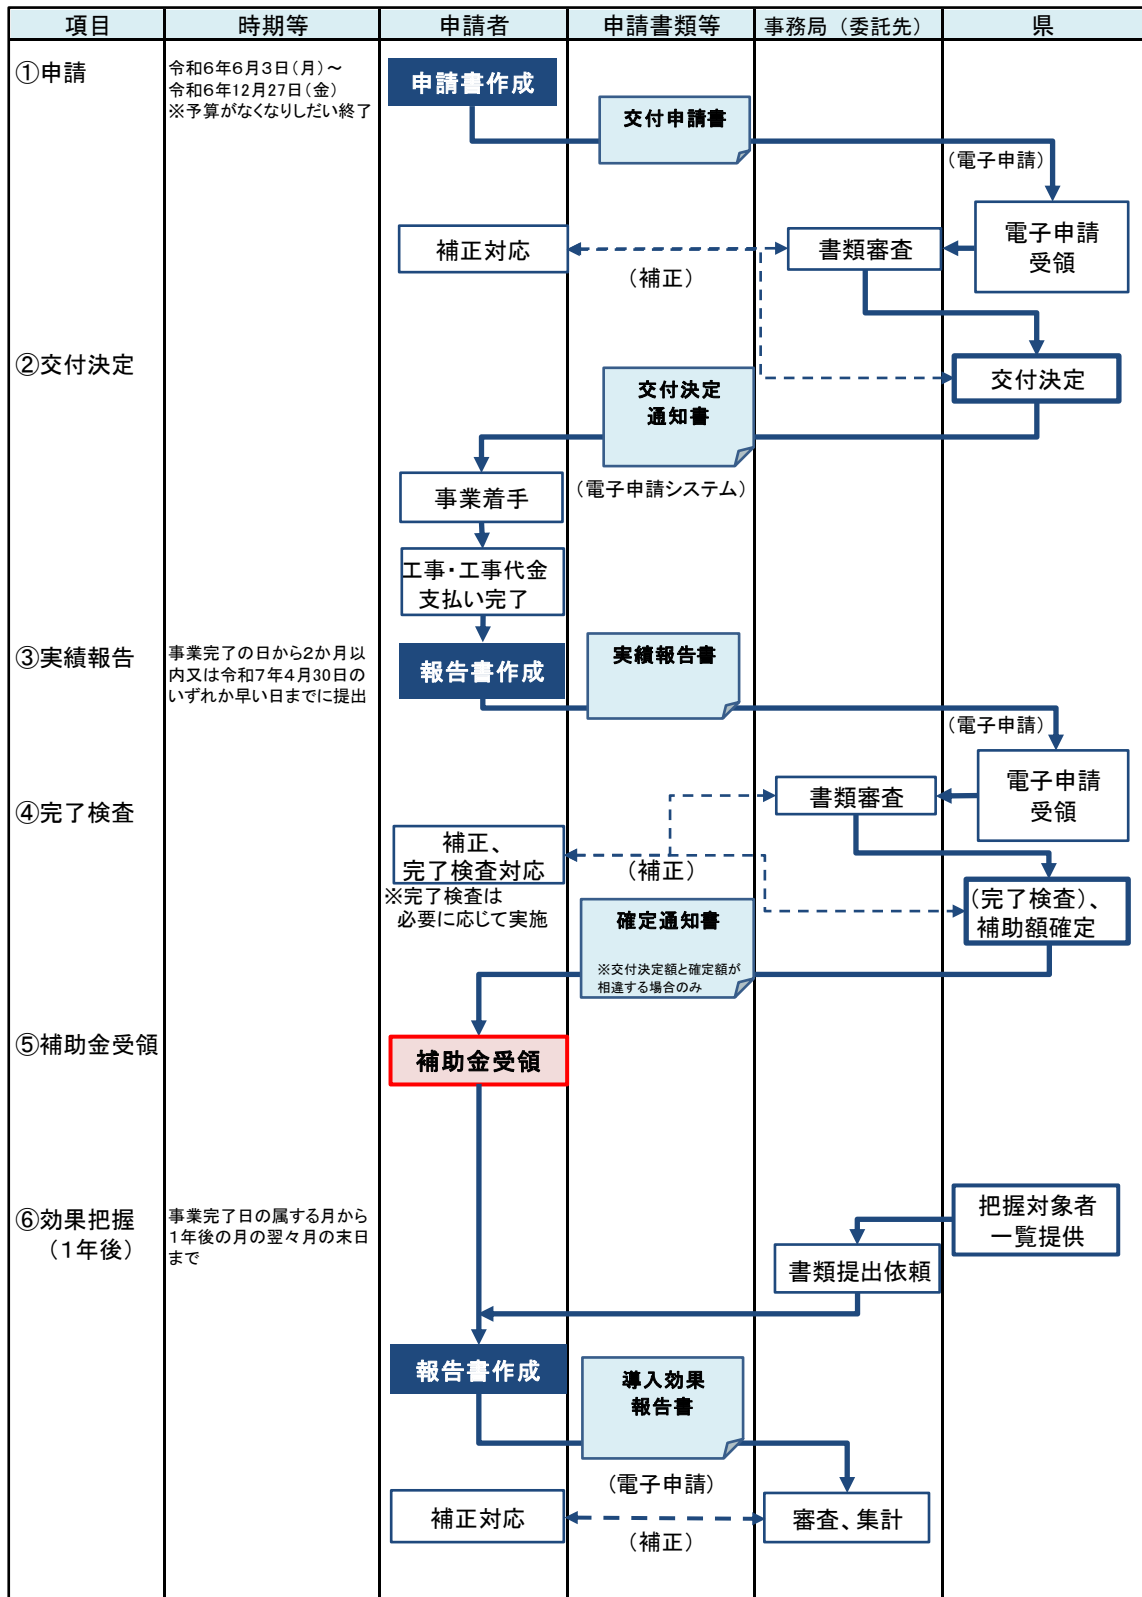 項目
時期等
申請者
申請書類等
事務局（委託先）
県
①申請
令和６年６月３日（月）～
令和６年12月27日（金）
※予算がなくなりしだい終了
申請書作成
交付申請書
（電子申請）
電子申請
受領
書類審査
補正対応
（補正）
②交付決定
交付決定
交付決定
通知書
（電子申請システム）
事業着手
工事・工事代金
支払い完了
③実績報告
事業完了の日から２か月以
内又は令和７年４月30日の
いずれか早い日までに提出
報告書作成
実績報告書
（電子申請）
電子申請
受領
書類審査
④完了検査
補正、
完了検査対応
（補正）
※完了検査は
必要に応じて実施
（完了検査）、
補助額確定
確定通知書
※交付決定額と確定額が
相違する場合のみ
⑤補助金受領
補助金受領
⑥効果把握
（１年後）
事業完了日の属する月から
１年後の月の翌々月の末日
まで
把握対象者
一覧提供
書類提出依頼
報告書作成
導入効果
報告書
（電子申請）
補正対応
（補正）
審査、集計